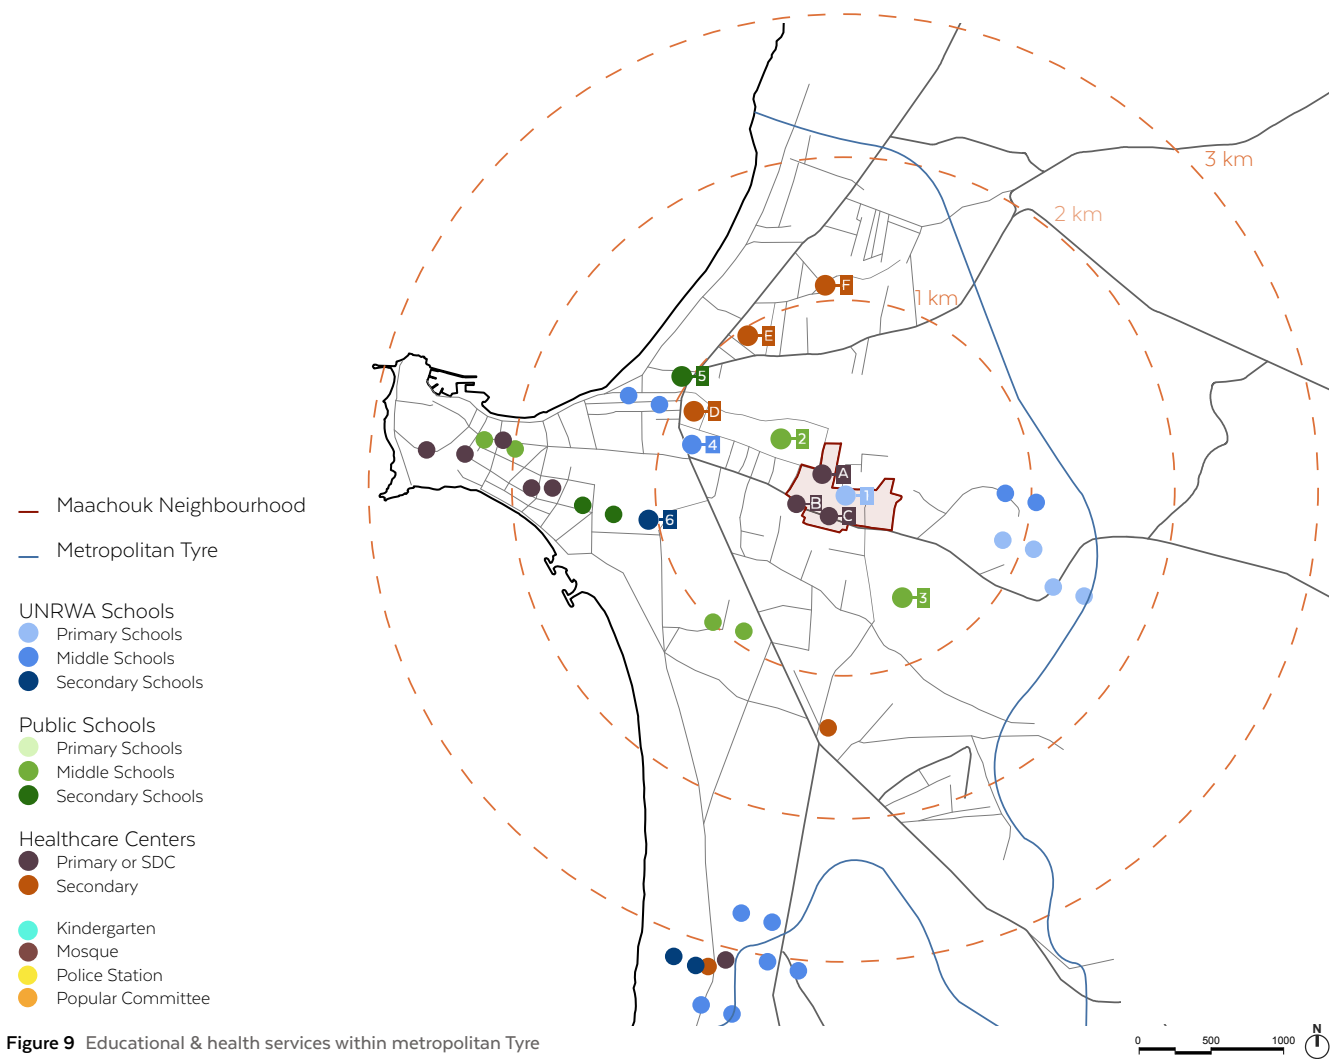 3 km
2 km
F
1 km
E
5
D
4
2
A
1
B
C
6
3
Maachouk Neighbourhood
Metropolitan Tyre
UNRWA Schools
Primary Schools
Middle Schools
Secondary Schools
Public Schools
Primary Schools
Middle Schools
Secondary Schools
Healthcare Centers
Primary or SDC
Secondary
Kindergarten
Mosque
Police Station
Popular Committee
Figure 9 Educational & health services within metropolitan Tyre
0 500 1000
N